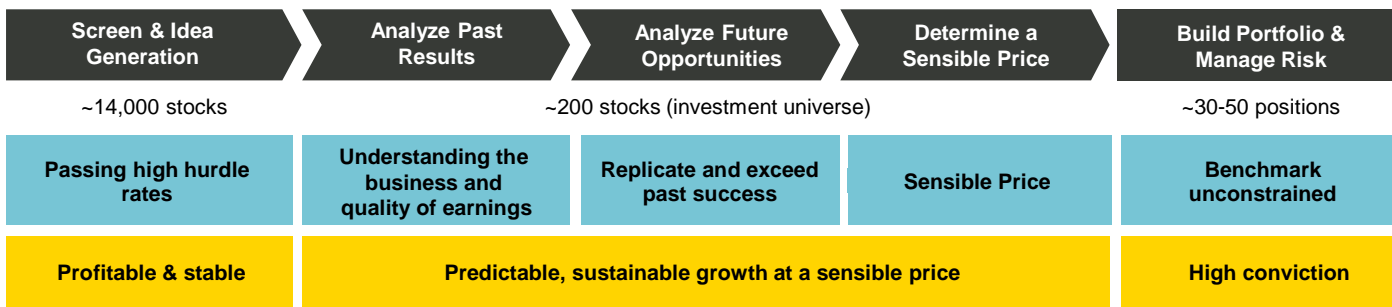 Screen & Idea
Generation
Analyze Past
Results
Analyze Future
Opportunities
Determine a
Sensible Price
Build Portfolio &
Manage Risk
~14,000 stocks
~200 stocks (investment universe)
~30-50 positions
Passing high hurdle
rates
Understanding the
business and
quality of earnings
Replicate and exceed
past success
Sensible Price
Benchmark
unconstrained
Profitable & stable
Predictable, sustainable growth at a sensible price
High conviction